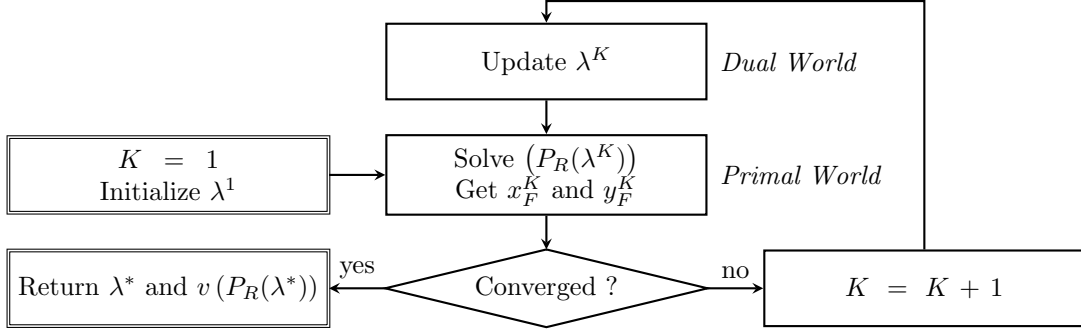 Update λ^K
Dual World
K = 1
Initialize λ^1
Solve (P_R(λ^K))
Get x_F^K and y_F^K
Primal World
Return λ* and v (P_R(λ*))
yes
Converged ?
no
K = K + 1